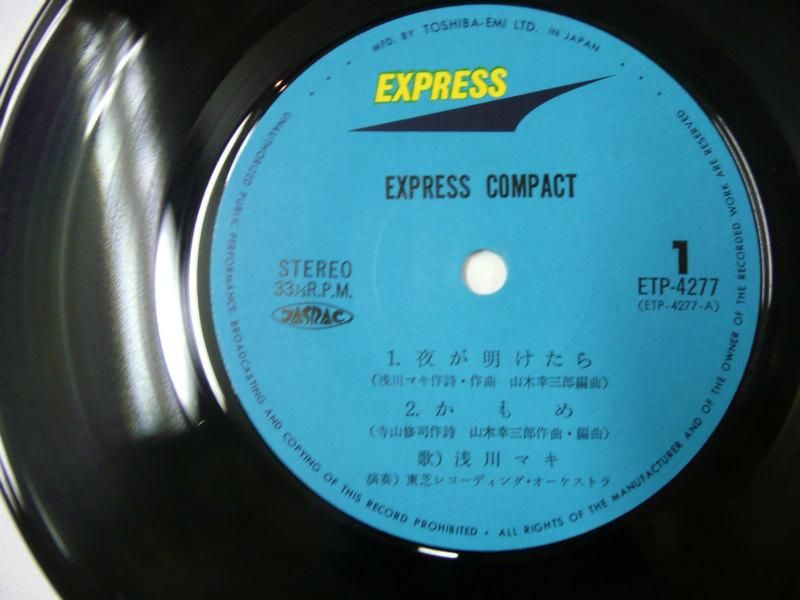 MFD. BY TOSHIBA-EMI LTD. IN JAPAN
EXPRESS
EXPRESS COMPACT
STEREO
33⅓R.P.M.
JASRAC
1
ETP-4277
(ETP-4277-A)
1. 夜が明けたら
(浅川マキ作詩・作曲 山木幸三郎編曲)
2. かもめ
(寺山修司作詩 山木幸三郎作曲・編曲)
歌) 浅川マキ
演奏) 東芝レコーディング・オーケストラ
UNAUTHORIZED PUBLIC PERFORMANCE, BROADCASTING AND COPYING OF THIS RECORD PROHIBITED • ALL RIGHTS OF THE MANUFACTURER AND OF THE OWNER OF THE RECORDED WORK ARE RESERVED